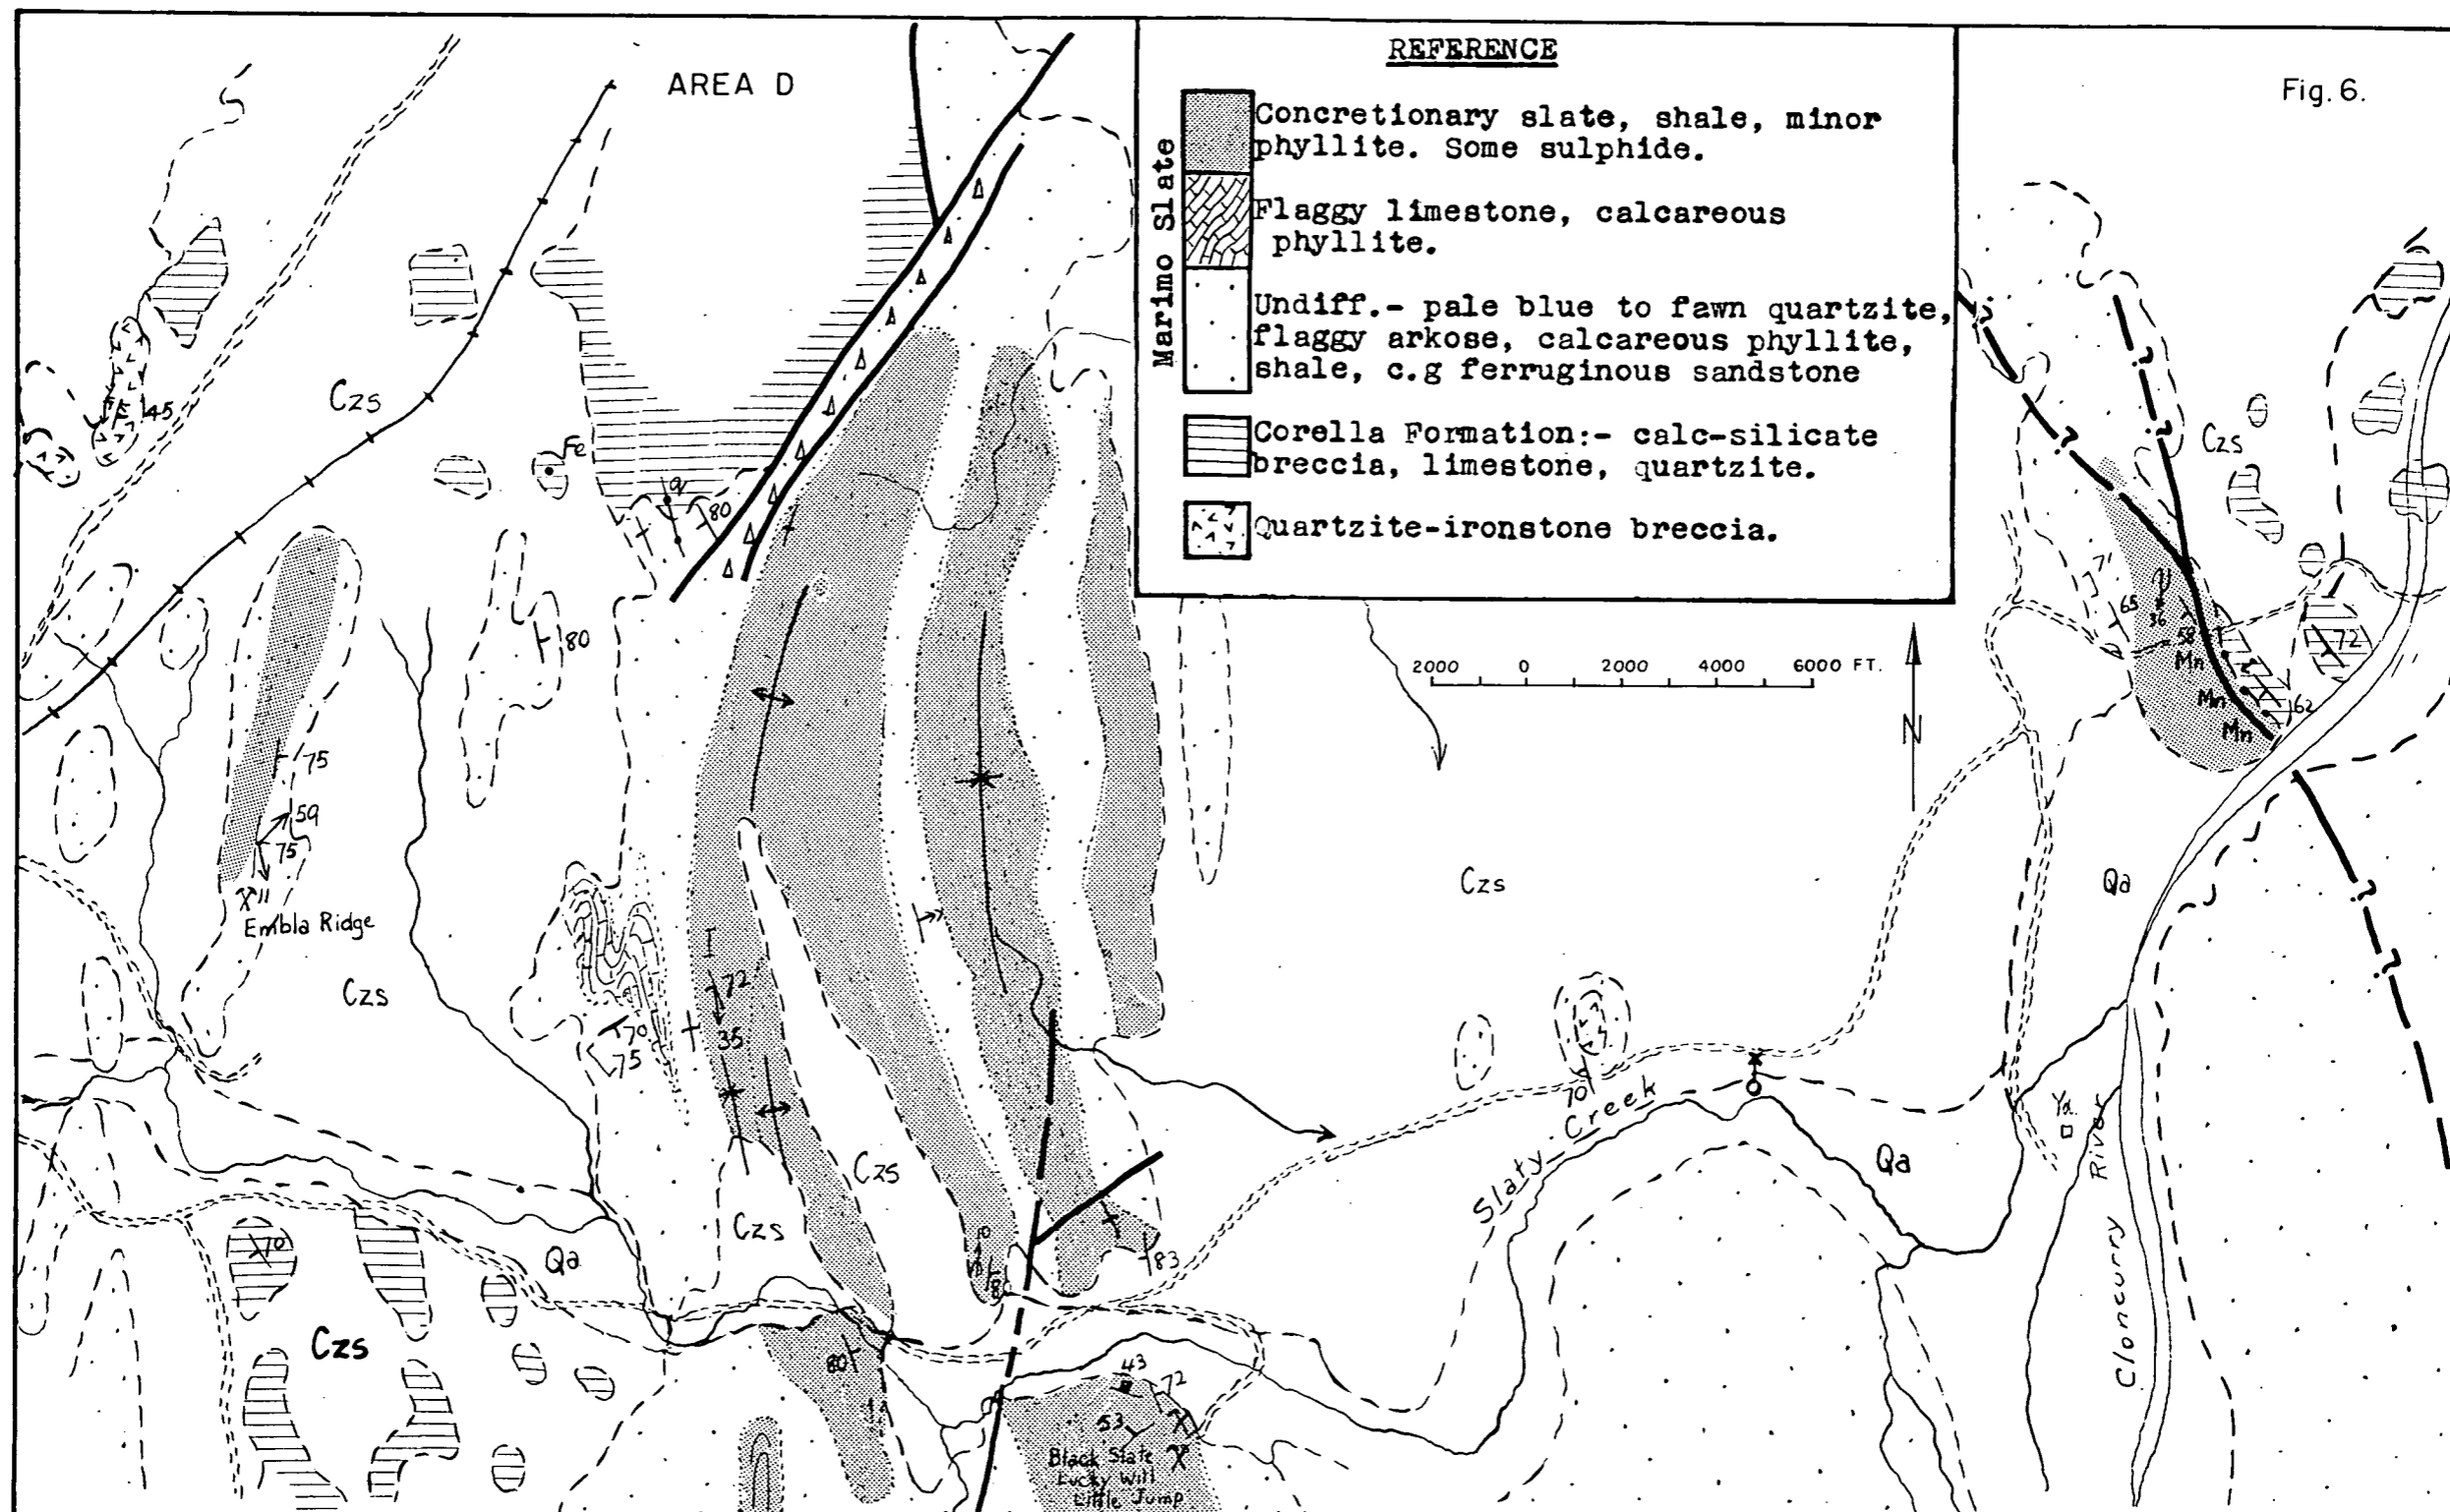 AREA D
Fig. 6.
REFERENCE
Marimo Slate
Concretionary slate, shale, minor
phyllite. Some sulphide.
Flaggy limestone, calcareous
phyllite.
Undiff.- pale blue to fawn quartzite,
flaggy arkose, calcareous phyllite,
shale, c.g ferruginous sandstone
Corella Formation:- calc-silicate
breccia, limestone, quartzite.
Quartzite-ironstone breccia.
Czs
45
Fe
q
80
80
?
?
?
?
Czs
71
65
36
58
Mn
Mn
Mn
72
62
2000 0 2000 4000 6000 FT.
N
75
59
75
Embla Ridge
Czs
I
72
35
70
75
Czs
Qa
?
?
70
Slaty Creek
Yd.
Qa
Cloncurry River
Czs
Czs
Qa
70
Czs
10
8
83
80
43
72
53
Black Slate
Lucky Will
Little Jump